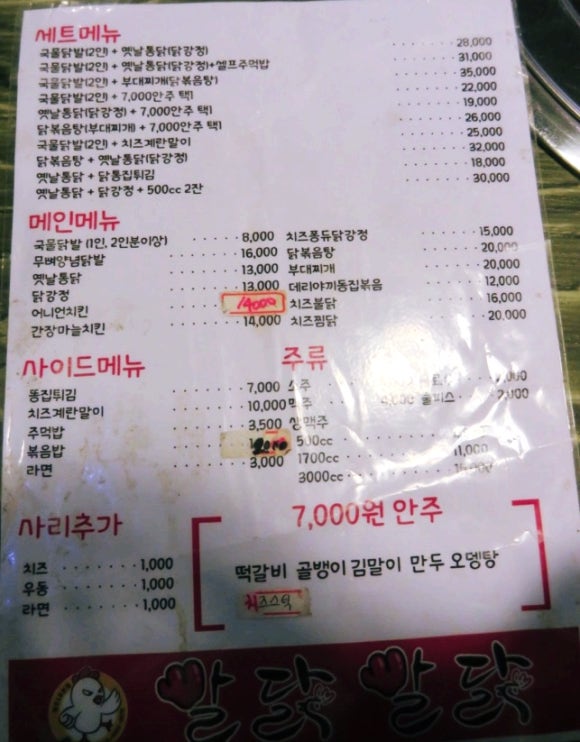 세트메뉴
국물닭발(2인) + 옛날통닭(닭강정) 28,000
국물닭발(2인) + 옛날통닭(닭강정)+셀프주먹밥 31,000
국물닭발(2인) + 부대찌개(닭볶음탕) 35,000
국물닭발(2인) + 7,000안주 택1 22,000
옛날통닭(닭강정) + 7,000안주 택1 19,000
닭볶음탕(부대찌개) + 7,000안주 택1 26,000
국물닭발(2인) + 치즈계란말이 25,000
닭볶음탕 + 옛날통닭(닭강정) 32,000
옛날통닭 + 닭똥집튀김 18,000
옛날통닭 + 닭강정 + 500cc 2잔 30,000
메인메뉴
국물닭발 (1인, 2인분이상) 8,000
무뼈양념닭발 16,000
옛날통닭 13,000
닭강정 13,000
어니언치킨 14000
간장마늘치킨 14,000
치즈퐁듀닭강정 15,000
닭볶음탕 20,000
부대찌개 20,000
데리야끼똥집볶음 12,000
치즈불닭 16,000
치즈찜닭 20,000
사이드메뉴
똥집튀김 7,000
치즈계란말이 10,000
주먹밥 3,500
볶음밥 2000
라면 3,000
주류
소주
맥주 쿨피스
생맥주
500cc
1700cc 11,000
3000cc
사리추가
치즈 1,000
우동 1,000
라면 1,000
7,000원 안주
떡갈비 골뱅이 김말이 만두 오뎅탕
치즈스틱
발닭발닭